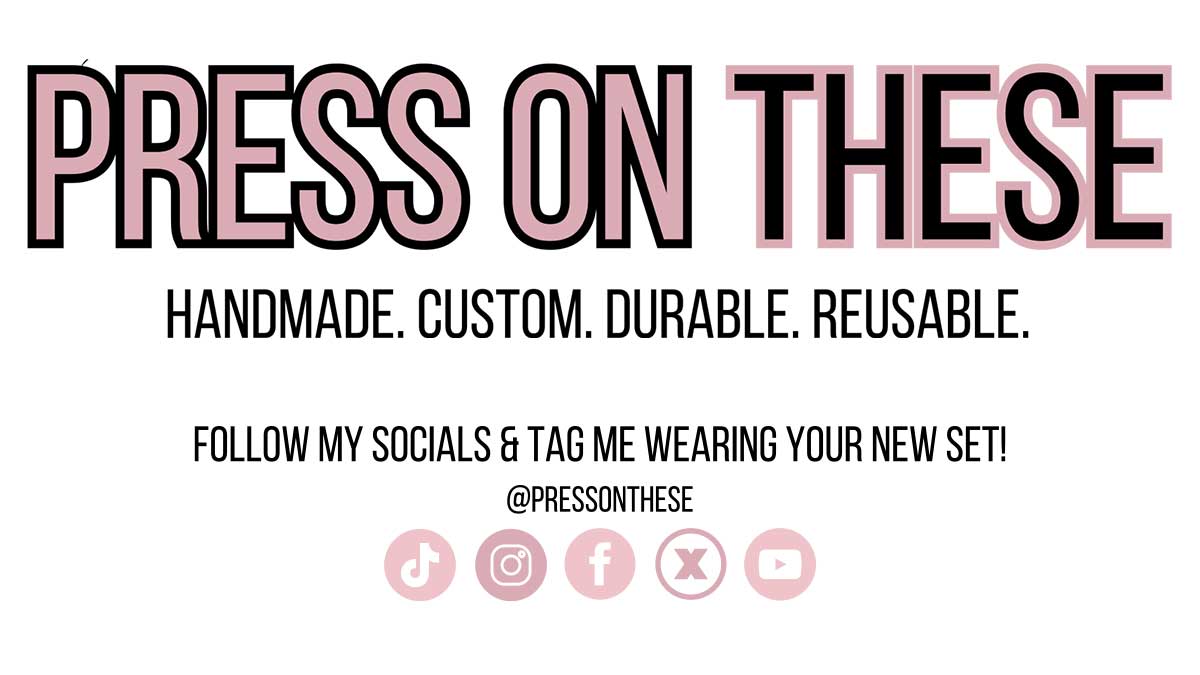 PRESS ON THESE
HANDMADE. CUSTOM. DURABLE. REUSABLE.
FOLLOW MY SOCIALS & TAG ME WEARING YOUR NEW SET!
@PRESSONTHESE
X